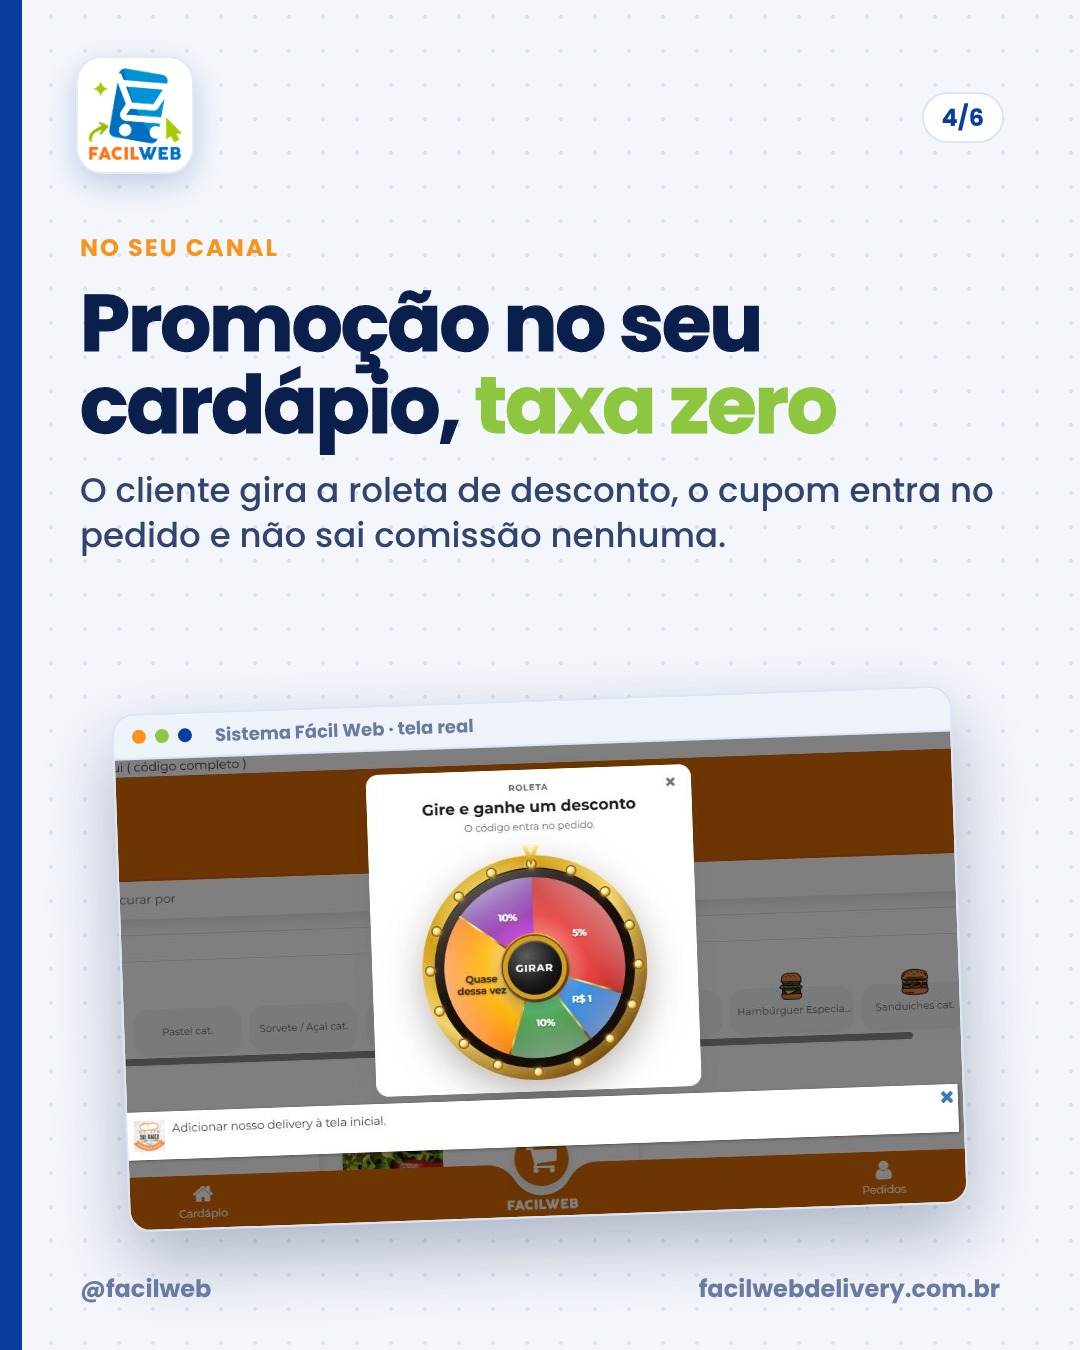 FACILWEB
4/6
NO SEU CANAL
Promoção no seu
cardápio, taxa zero
O cliente gira a roleta de desconto, o cupom entra no
pedido e não sai comissão nenhuma.
Sistema Fácil Web · tela real
ui ( código completo )
ROLETA
Gire e ganhe um desconto
O código entra no pedido.
curar por
10%
5%
GIRAR
Quase
dessa vez
R$ 1
10%
Pastel cat.
Sorvete / Açai cat.
Hambúrguer Especia...
Sanduiches cat.
Adicionar nosso delivery à tela inicial.
Cardápio
FACILWEB
Pedidos
@facilweb
facilwebdelivery.com.br